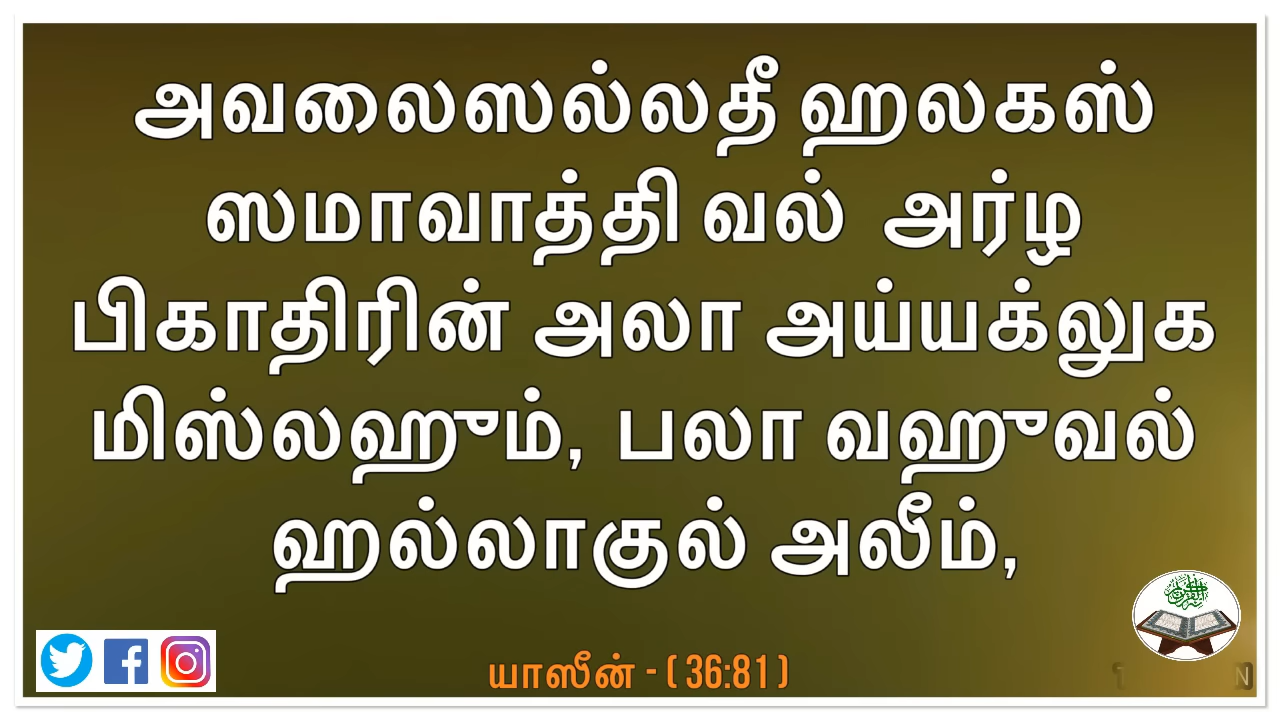 அவலைஸல்லதீ ஹலகஸ்
ஸமாவாத்தி வல் அர்ழ
பிகாதிரின் அலா அய்யக்லுக
மிஸ்லஹும், பலா வஹுவல்
ஹல்லாகுல் அலீம்,
யாஸீன் - ( 36:81 )